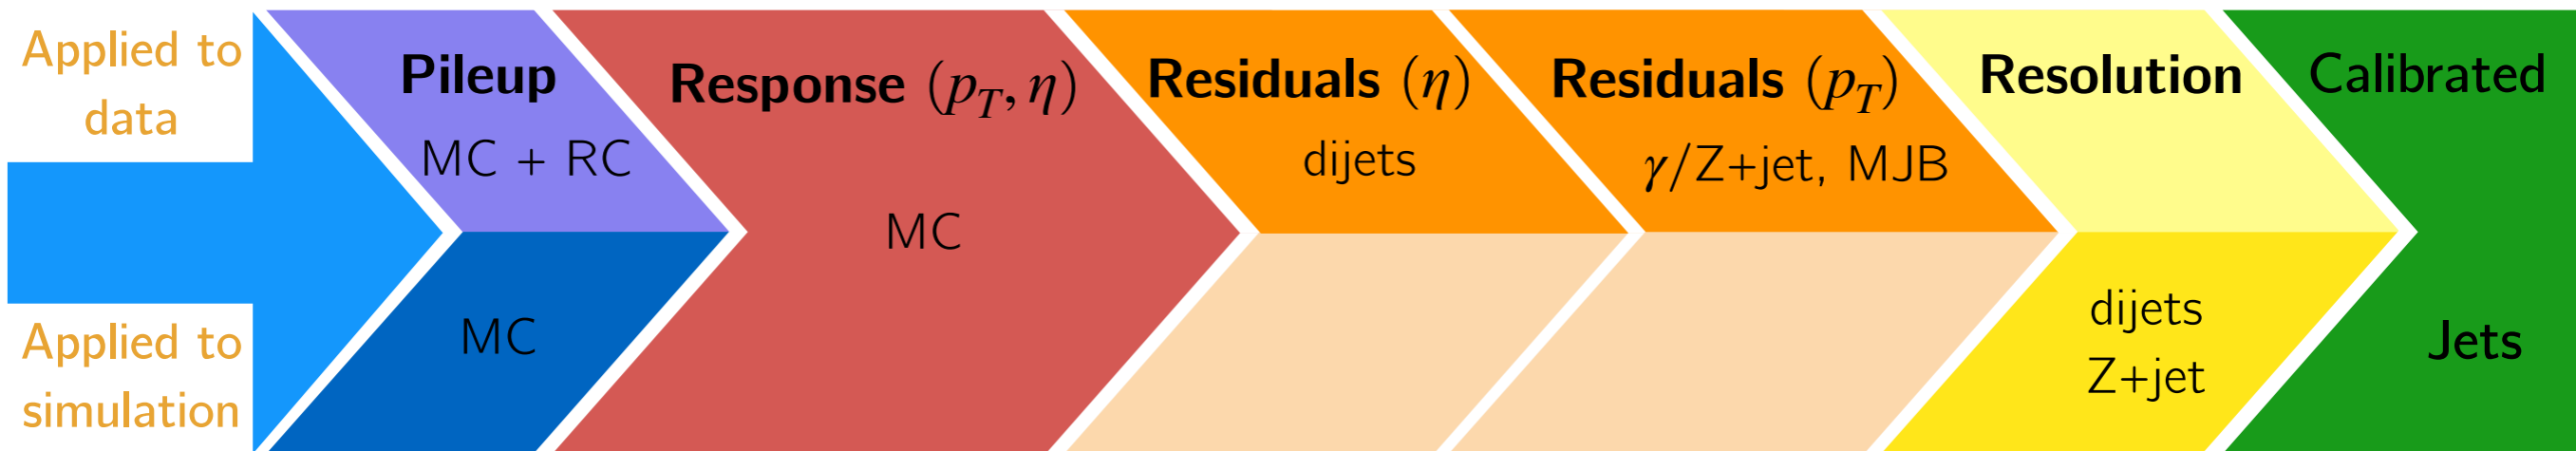 Applied to
data
Applied to
simulation
Pileup
MC + RC
MC
Response (p_T, η)
MC
Residuals (η)
dijets
Residuals (p_T)
γ/Z+jet, MJB
Resolution
dijets
Z+jet
Calibrated
Jets